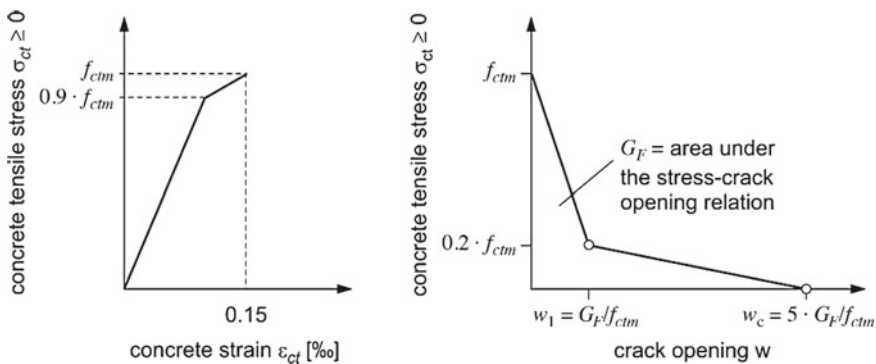 concrete tensile stress σct ≥ 0
fctm
0.9 · fctm
0.15
concrete strain εct [‰]
concrete tensile stress σct ≥ 0
fctm
0.2 · fctm
GF = area under
the stress-crack
opening relation
w1 = GF/fctm
wc = 5 · GF/fctm
crack opening w